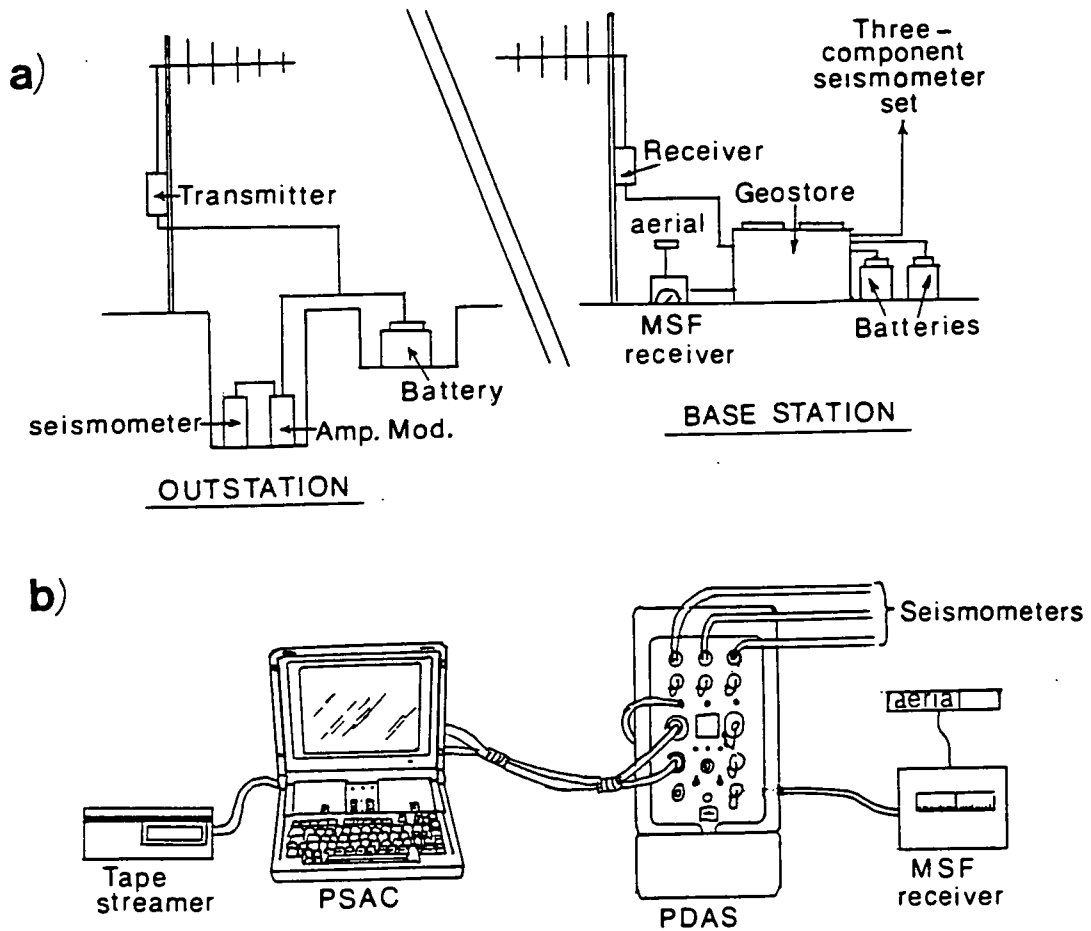 a)
Transmitter
seismometer
Amp. Mod.
Battery
OUTSTATION
Receiver
aerial
Geostore
Three-
component
seismometer
set
MSF
receiver
Batteries
BASE STATION
b)
Tape
streamer
PSAC
PDAS
Seismometers
aeria
MSF
receiver